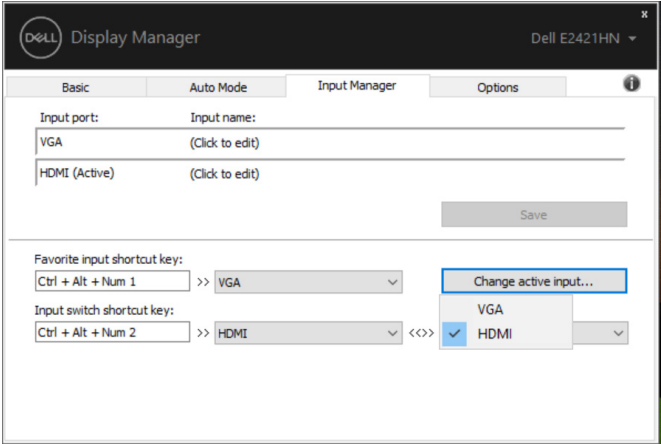 x
DELL Display Manager
Dell E2421HN
Basic Auto Mode Input Manager Options i
Input port: Input name:
VGA (Click to edit)
HDMI (Active) (Click to edit)
Save
Favorite input shortcut key:
Ctrl + Alt + Num 1 >> VGA Change active input...
VGA
Input switch shortcut key:
Ctrl + Alt + Num 2 >> HDMI <<>> HDMI